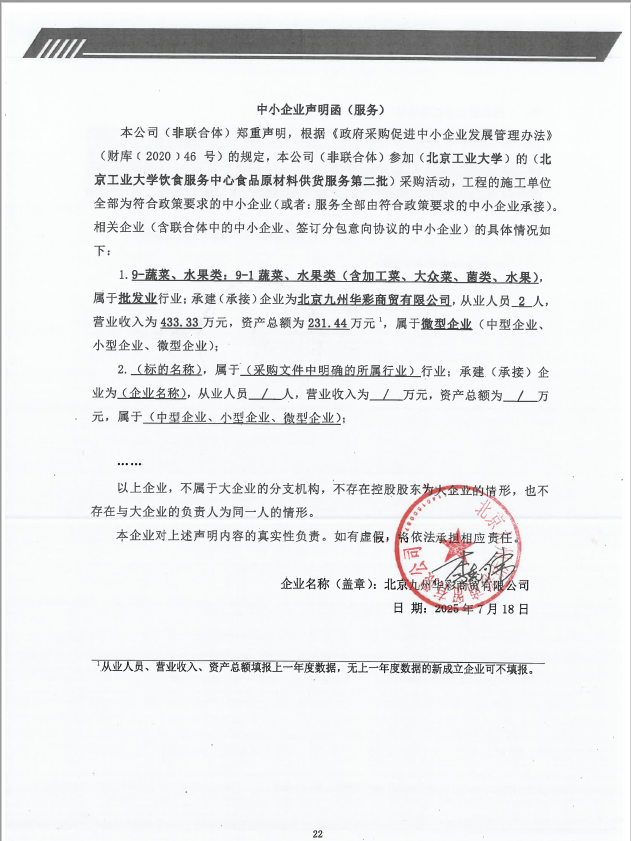 中小企业声明函（服务）
本公司（非联合体）郑重声明，根据《政府采购促进中小企业发展管理办法》
（财库﹝2020﹞46 号）的规定，本公司（非联合体）参加（北京工业大学）的（北
京工业大学饮食服务中心食品原材料供货服务第二批）采购活动，工程的施工单位
全部为符合政策要求的中小企业（或者：服务全部由符合政策要求的中小企业承接）。
相关企业（含联合体中的中小企业、签订分包意向协议的中小企业）的具体情况如
下：
1. 9-蔬菜、水果类；9-1 蔬菜、水果类（含加工菜、大众菜、菌类、水果），
属于批发业行业；承建（承接）企业为北京九州华彩商贸有限公司，从业人员 2 人，
营业收入为 433.33 万元，资产总额为 231.44 万元¹，属于微型企业（中型企业、
小型企业、微型企业）；
2. （标的名称），属于（采购文件中明确的所属行业）行业；承建（承接）企
业为（企业名称），从业人员 / 人，营业收入为 / 万元，资产总额为 / 万
元，属于（中型企业、小型企业、微型企业）；
……
以上企业，不属于大企业的分支机构，不存在控股股东为大企业的情形，也不
存在与大企业的负责人为同一人的情形。
本企业对上述声明内容的真实性负责。如有虚假，将依法承担相应责任。
企业名称（盖章）：北京九州华彩商贸有限公司
日 期：2025 年 7 月 18 日
¹从业人员、营业收入、资产总额填报上一年度数据，无上一年度数据的新成立企业可不填报。
22